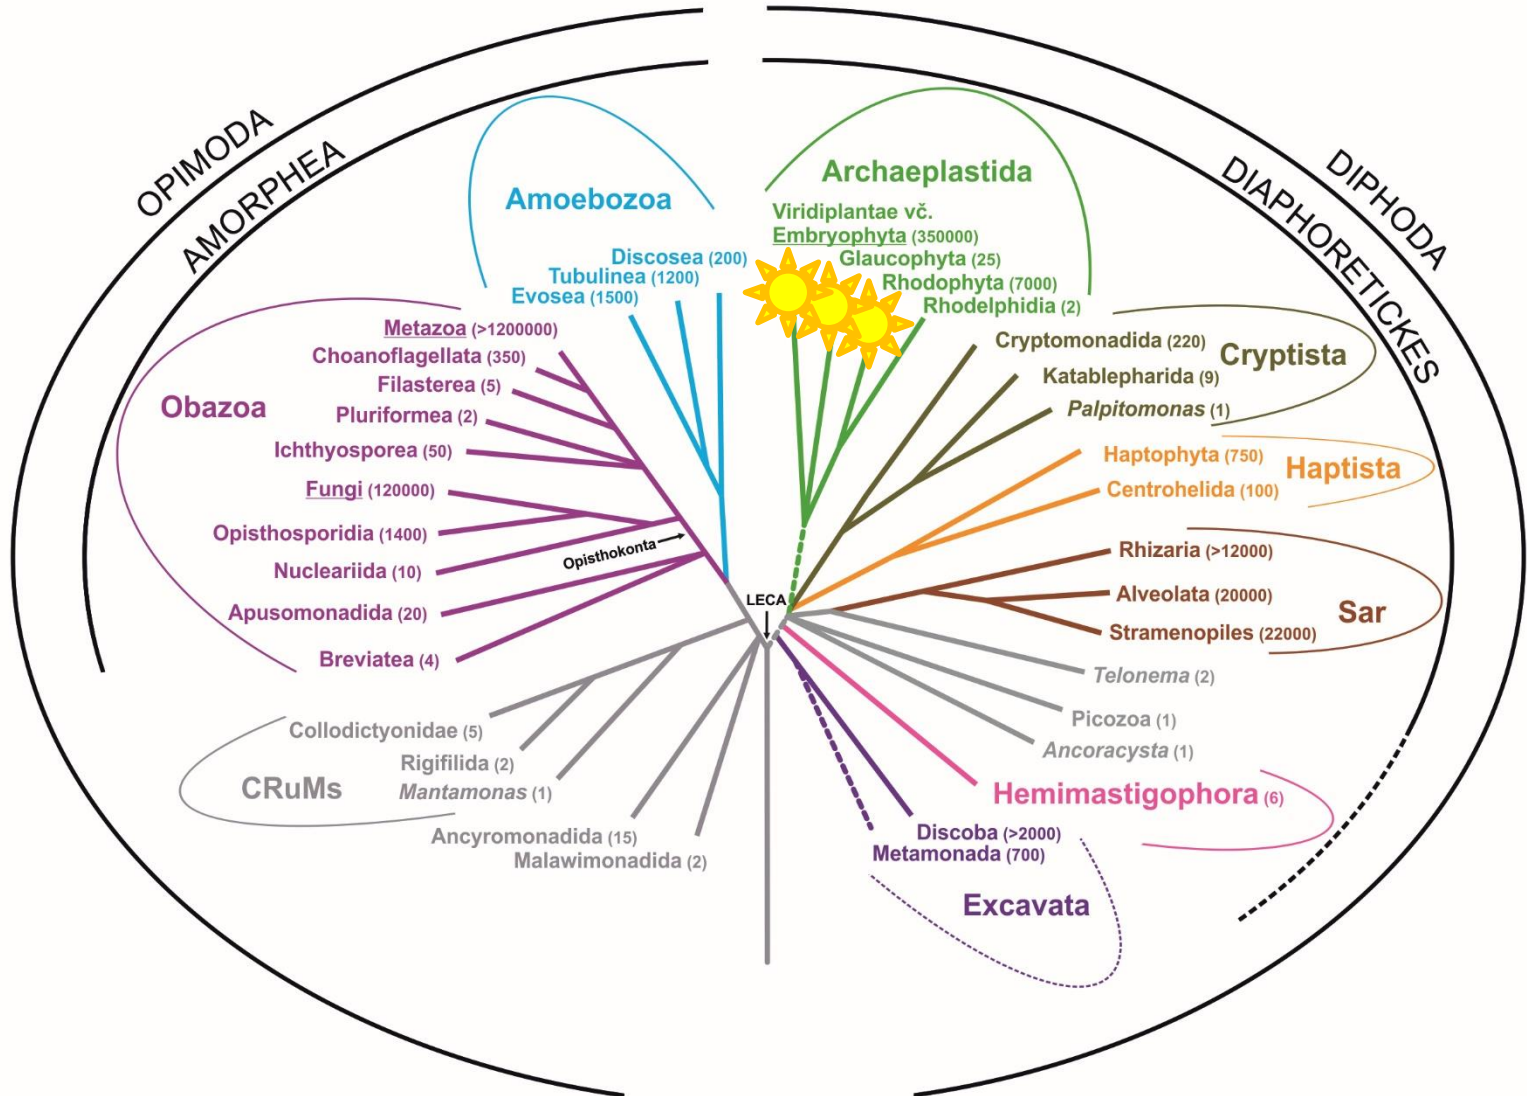 OPIMODA
AMORPHEA
DIPHODA
DIAPHORETICKES
Amoebozoa
Discosea (200)
Tubulinea (1200)
Evosea (1500)
Archaeplastida
Viridiplantae vč.
Embryophyta (350000)
Glaucophyta (25)
Rhodophyta (7000)
Rhodelphidia (2)
Obazoa
Metazoa (>1200000)
Choanoflagellata (350)
Filasterea (5)
Pluriformea (2)
Ichthyosporea (50)
Fungi (120000)
Opisthosporidia (1400)
Nucleariida (10)
Apusomonadida (20)
Breviatea (4)
Opisthokonta
LECA
Cryptomonadida (220)
Katablepharida (9)
Palpitomonas (1)
Cryptista
Haptophyta (750)
Centrohelida (100)
Haptista
Rhizaria (>12000)
Alveolata (20000)
Stramenopiles (22000)
Sar
Telonema (2)
Picozoa (1)
Ancoracysta (1)
Hemimastigophora (6)
Discoba (>2000)
Metamonada (700)
Excavata
Collodictyonidae (5)
Rigifilida (2)
Mantamonas (1)
CRuMs
Ancyromonadida (15)
Malawimonadida (2)